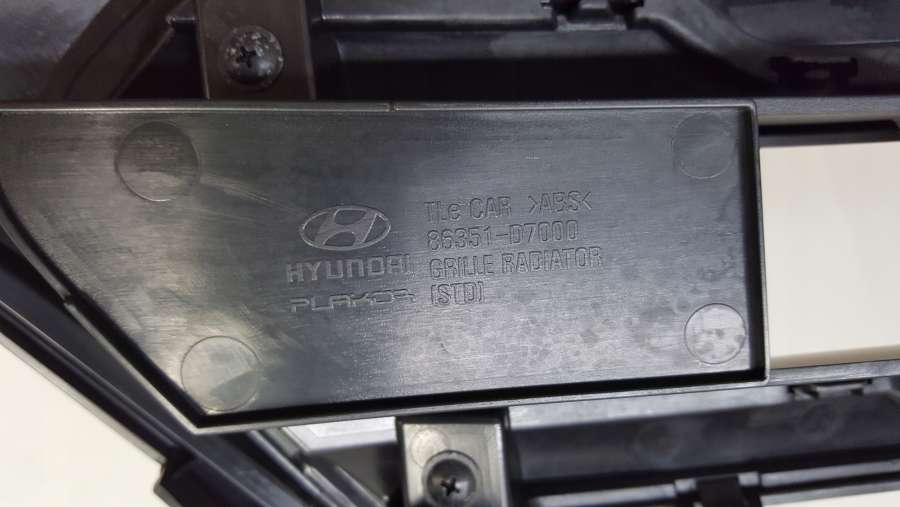 HYUNDAI
PLAKOR
TLe CAR >ABS<
86351-D7000
GRILLE RADIATOR
(STD)